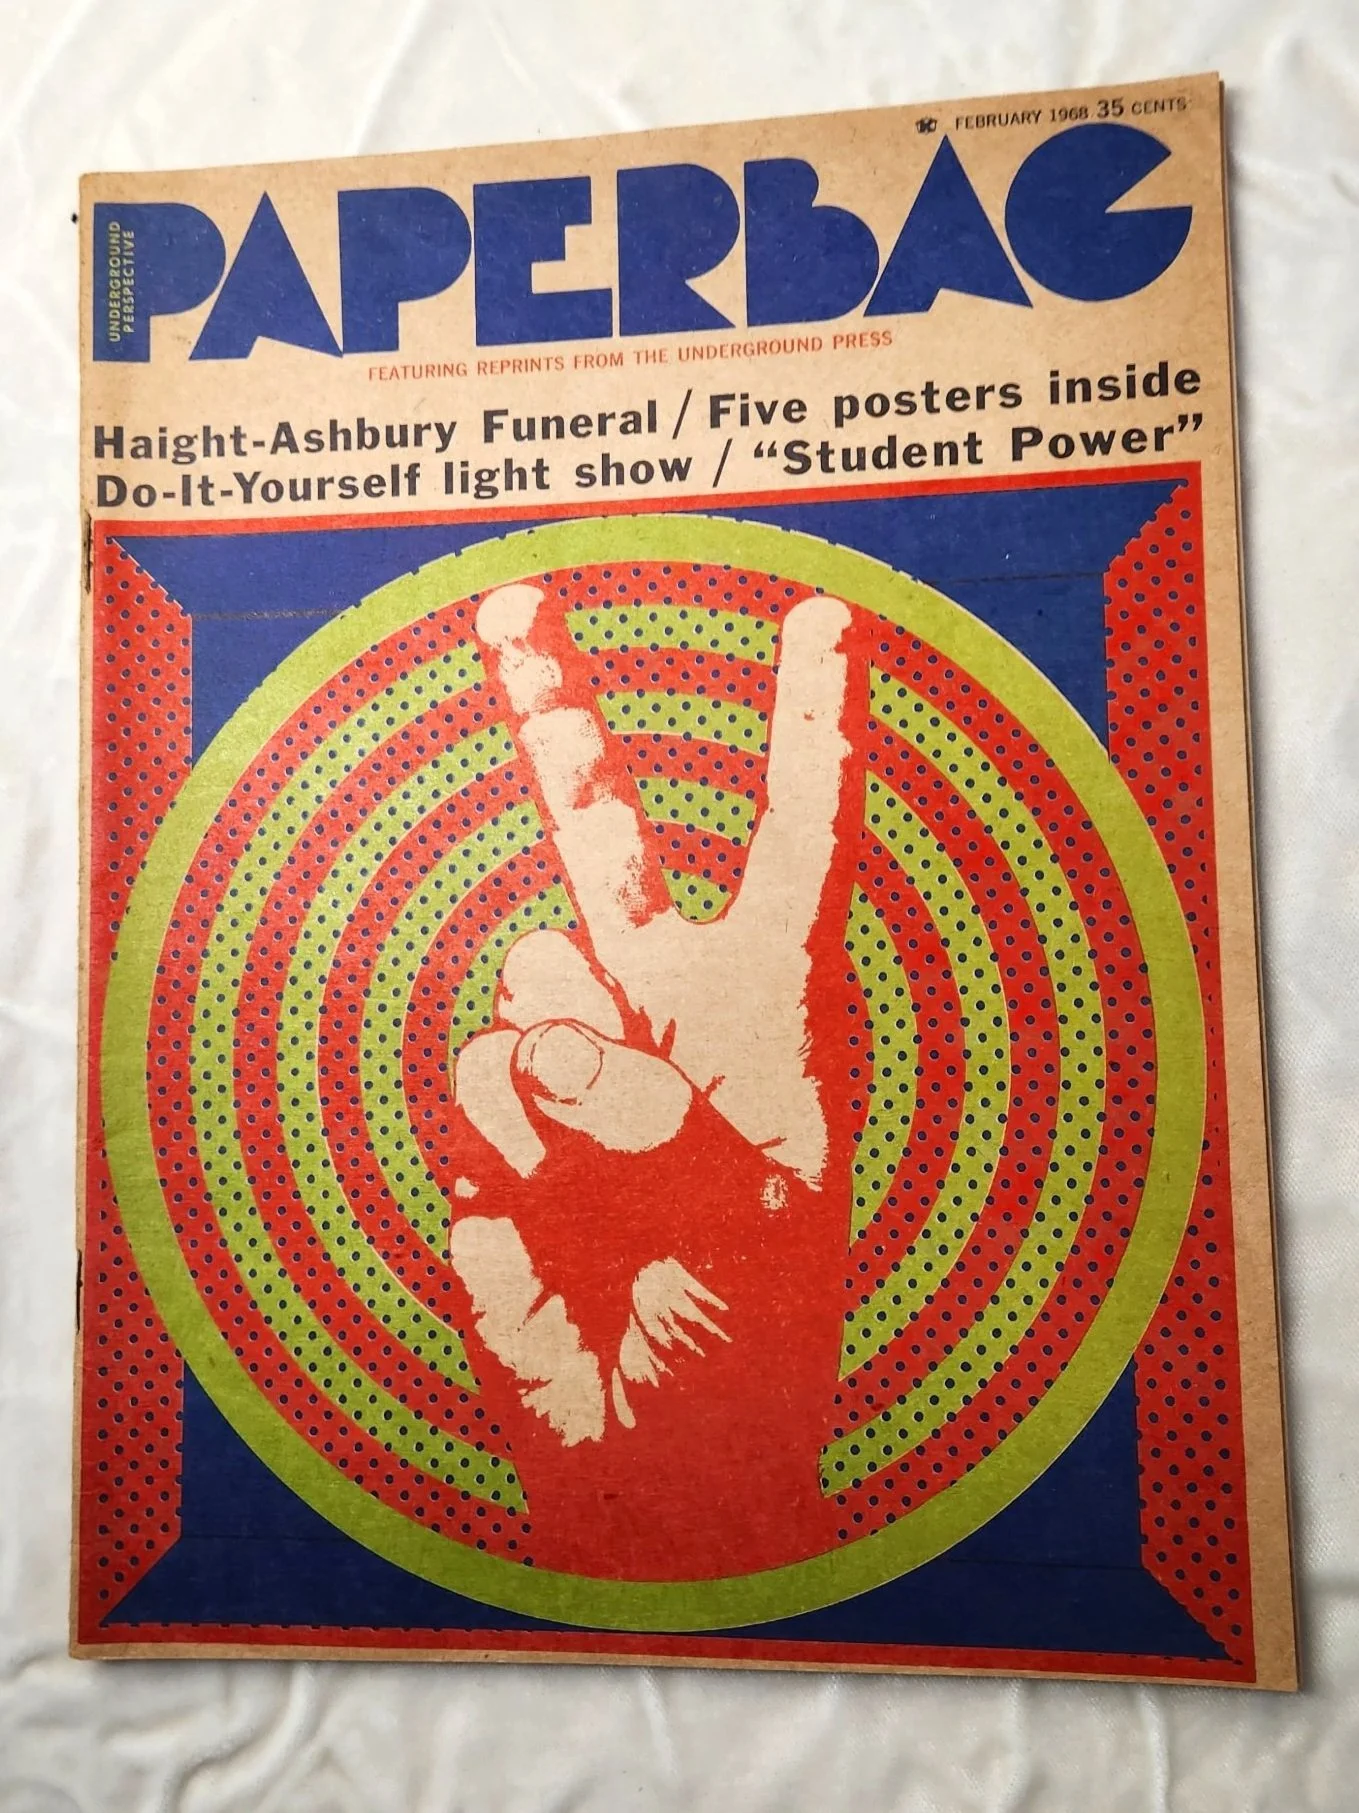 FEBRUARY 1968 35 CENTS
PAPERBAG
UNDERGROUND
PERSPECTIVE
FEATURING REPRINTS FROM THE UNDERGROUND PRESS
Haight-Ashbury Funeral / Five posters inside
Do-It-Yourself light show / “Student Power”